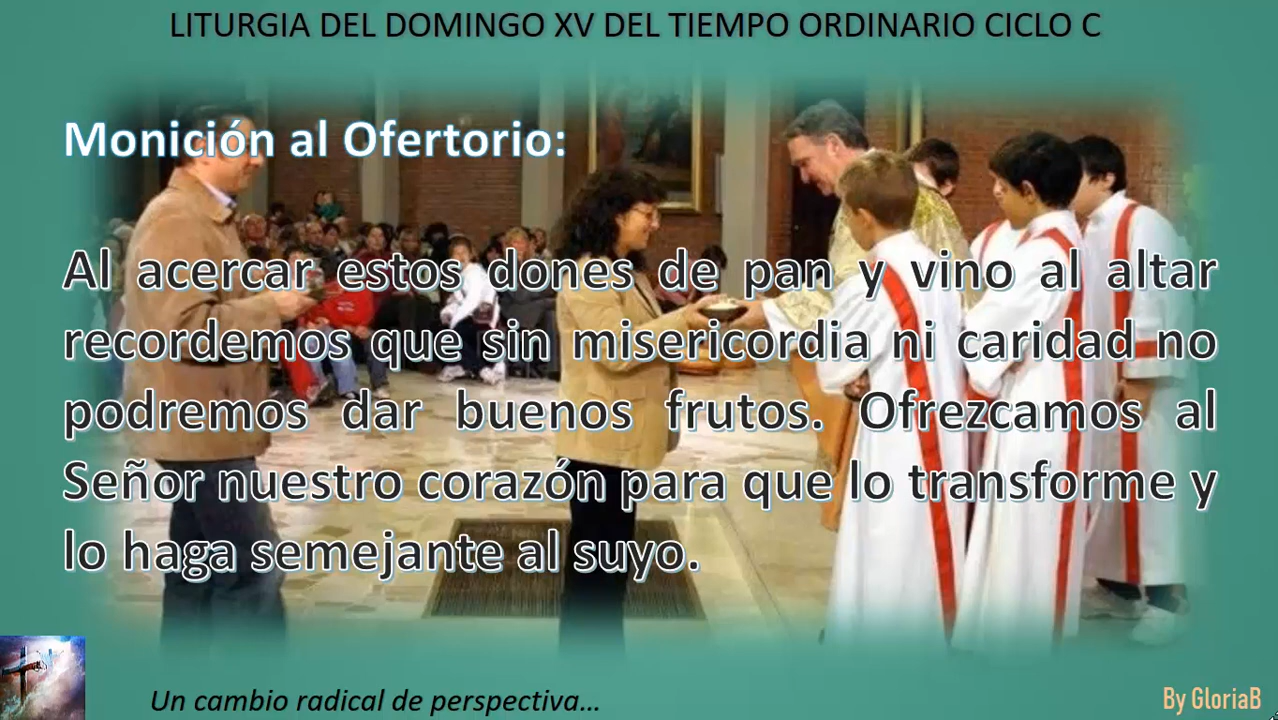 LITURGIA DEL DOMINGO XV DEL TIEMPO ORDINARIO CICLO C
Monición al Ofertorio:
Al acercar estos dones de pan y vino al altar
recordemos que sin misericordia ni caridad no
podremos dar buenos frutos. Ofrezcamos al
Señor nuestro corazón para que lo transforme y
lo haga semejante al suyo.
Un cambio radical de perspectiva...
By GloriaB